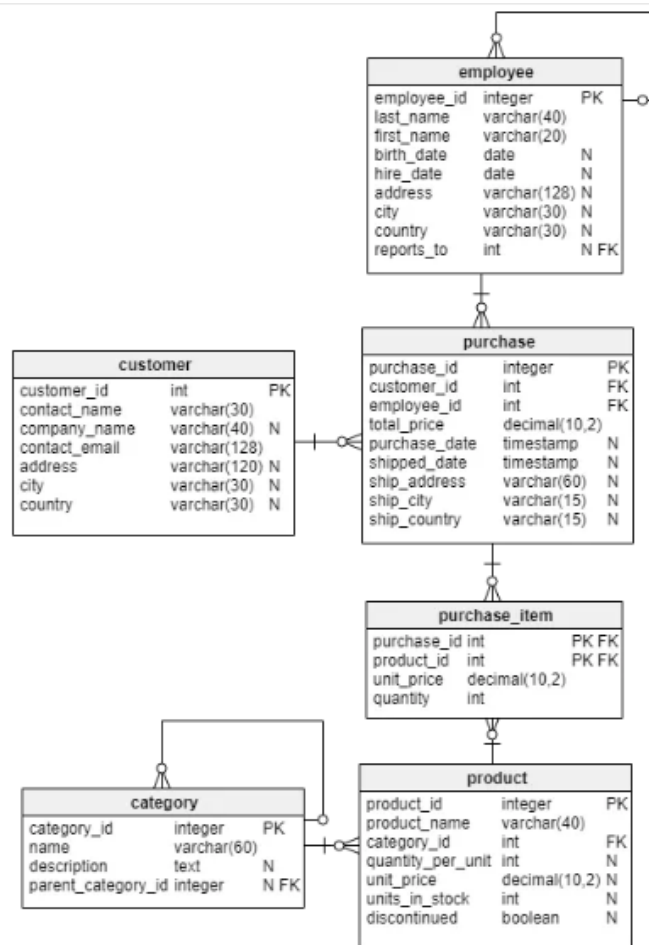 employee
employee_id integer PK
last_name varchar(40)
first_name varchar(20)
birth_date date N
hire_date date N
address varchar(128) N
city varchar(30) N
country varchar(30) N
reports_to int N FK
purchase
purchase_id integer PK
customer_id int FK
employee_id int FK
total_price decimal(10,2)
purchase_date timestamp N
shipped_date timestamp N
ship_address varchar(60) N
ship_city varchar(15) N
ship_country varchar(15) N
customer
customer_id int PK
contact_name varchar(30)
company_name varchar(40) N
contact_email varchar(128)
address varchar(120) N
city varchar(30) N
country varchar(30) N
purchase_item
purchase_id int PK FK
product_id int PK FK
unit_price decimal(10,2)
quantity int
category
category_id integer PK
name varchar(60)
description text N
parent_category_id integer N FK
product
product_id integer PK
product_name varchar(40)
category_id int FK
quantity_per_unit int N
unit_price decimal(10,2) N
units_in_stock int N
discontinued boolean N